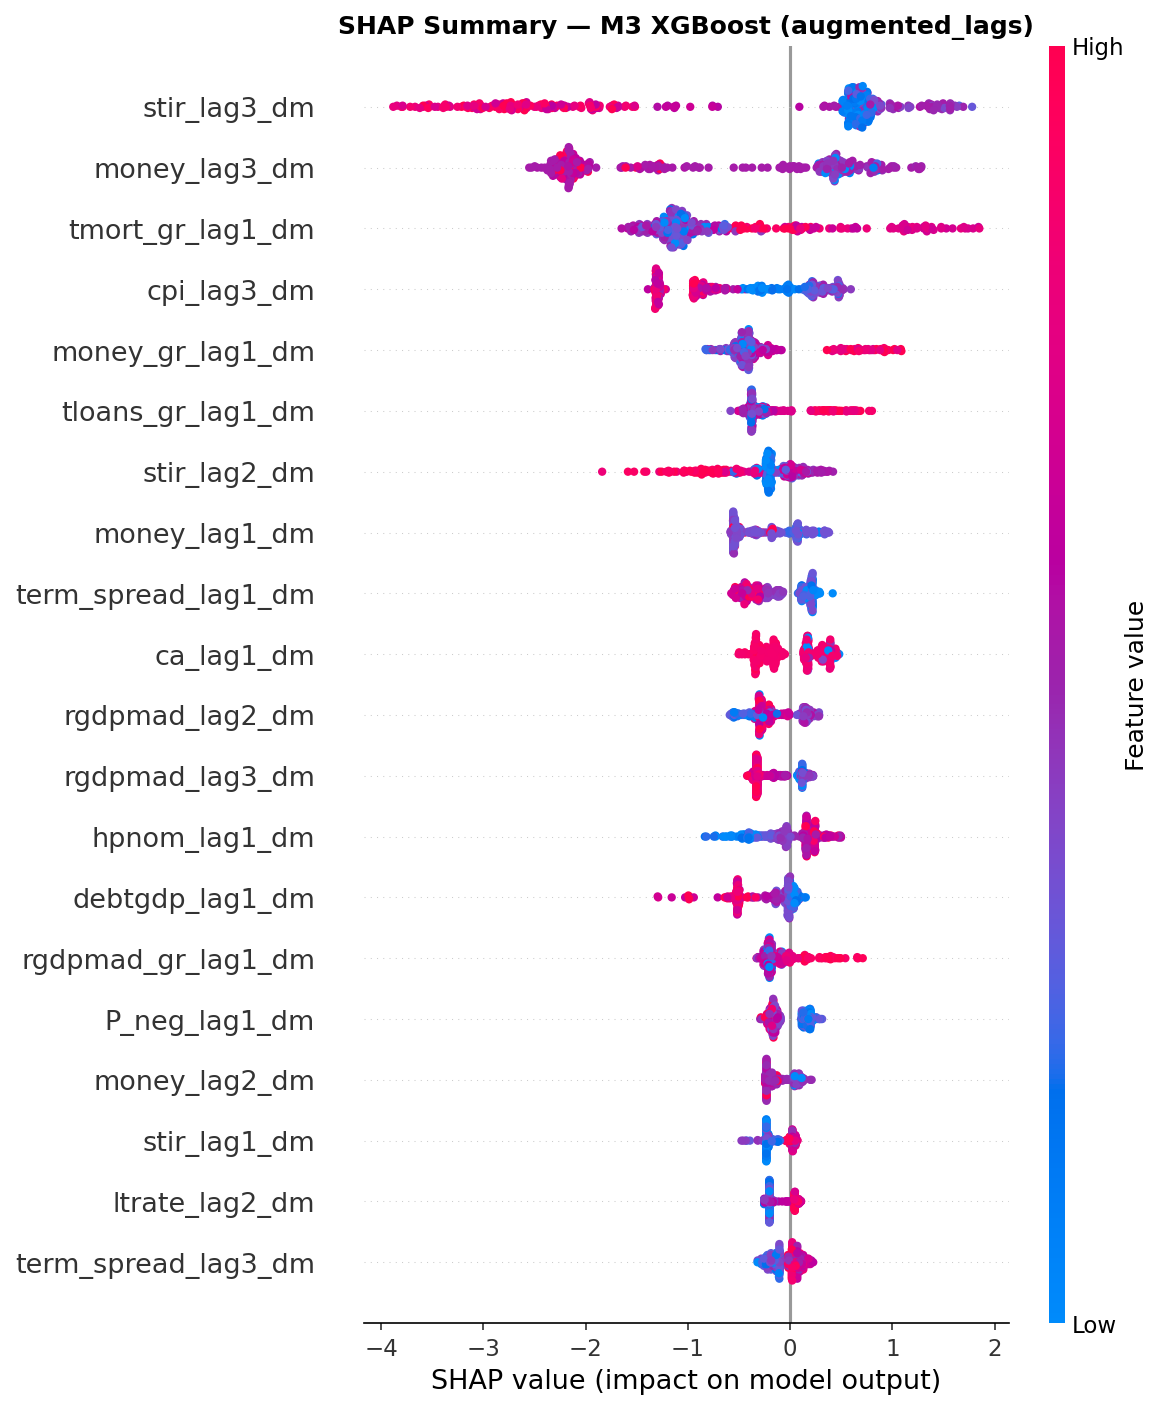 SHAP Summary — M3 XGBoost (augmented_lags)
High
stir_lag3_dm
money_lag3_dm
tmort_gr_lag1_dm
cpi_lag3_dm
money_gr_lag1_dm
tloans_gr_lag1_dm
stir_lag2_dm
money_lag1_dm
term_spread_lag1_dm
ca_lag1_dm
rgdpmad_lag2_dm
rgdpmad_lag3_dm
hpnom_lag1_dm
debtgdp_lag1_dm
rgdpmad_gr_lag1_dm
P_neg_lag1_dm
money_lag2_dm
stir_lag1_dm
ltrate_lag2_dm
term_spread_lag3_dm
Feature value
Low
−4 −3 −2 −1 0 1 2
SHAP value (impact on model output)